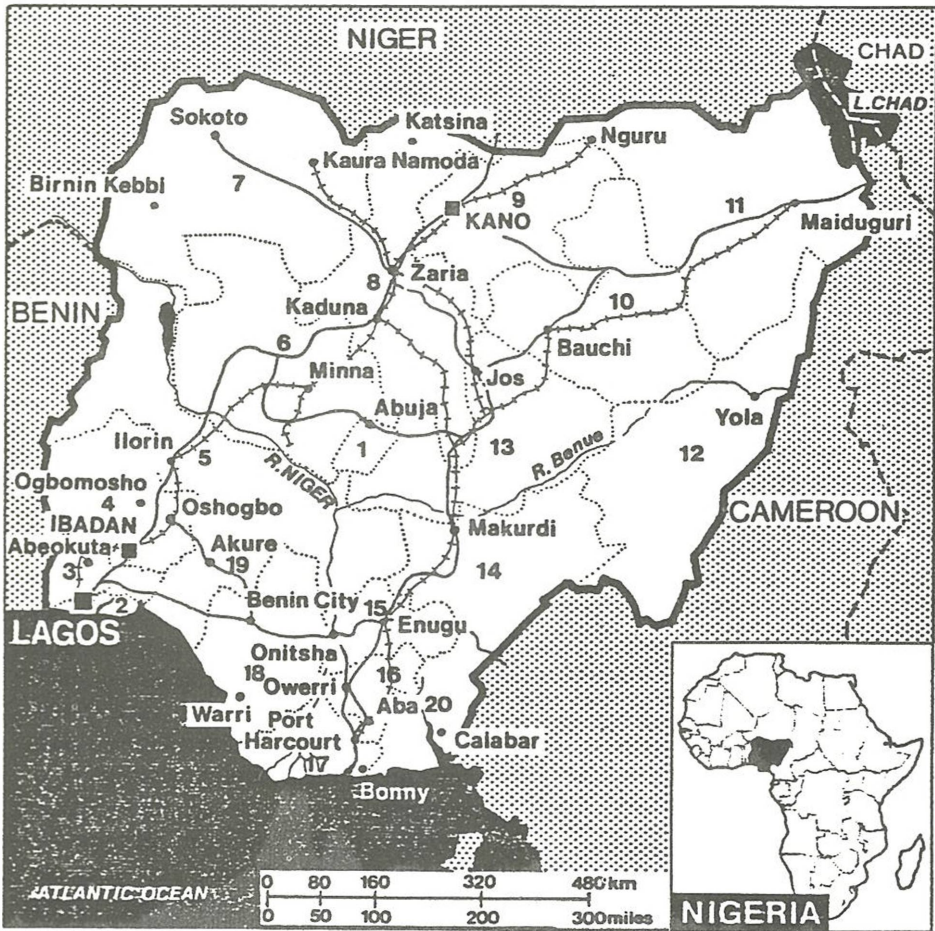 NIGER
CHAD
L.CHAD
Sokoto
Katsina
Nguru
Kaura Namoda
7
Birnin Kebbi
9
KANO
11
Maiduguri
8
Zaria
BENIN
Kaduna
10
6
Bauchi
Minna
Jos
Abuja
Yola
Ilorin
5
1
13
R. Benue
12
R. NIGER
Ogbomosho
4
Oshogbo
IBADAN
Makurdi
CAMEROON
Abeokuta
Akure
3
19
14
2
Benin City
15
LAGOS
Enugu
Onitsha
18
Owerri
16
Warri
Port
Harcourt
Aba
20
Calabar
17
Bonny
ATLANTIC OCEAN
0 80 160 480 km
0 50 100 200 300 miles
NIGERIA